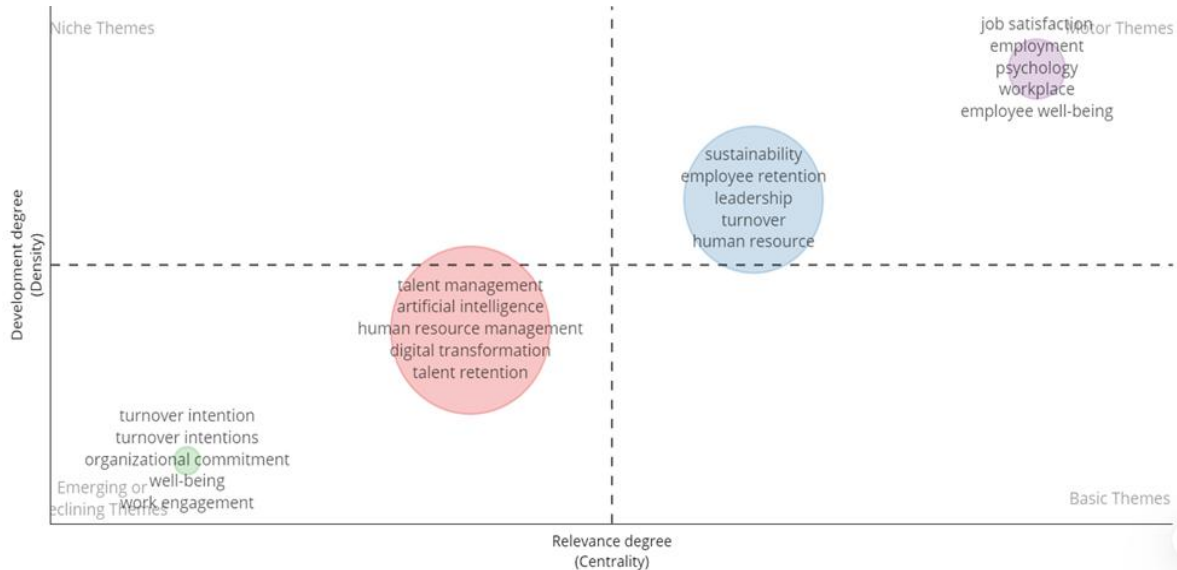 Niche Themes
Motor Themes
job satisfaction
employment
psychology
workplace
employee well-being
sustainability
employee retention
leadership
turnover
human resource
Development degree
(Density)
talent management
artificial intelligence
human resource management
digital transformation
talent retention
turnover intention
turnover intentions
organizational commitment
well-being
work engagement
Emerging or
eclining Themes
Basic Themes
Relevance degree
(Centrality)